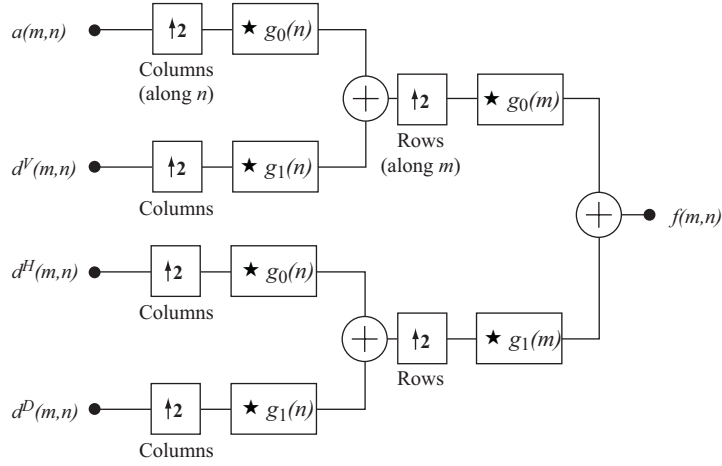 a(m,n)
↑2
★ g₀(n)
Columns
(along n)
↑2
★ g₀(m)
Rows
(along m)
dⱽ(m,n)
↑2
★ g₁(n)
Columns
f(m,n)
dᴴ(m,n)
↑2
★ g₀(n)
Columns
↑2
★ g₁(m)
Rows
dᴰ(m,n)
↑2
★ g₁(n)
Columns